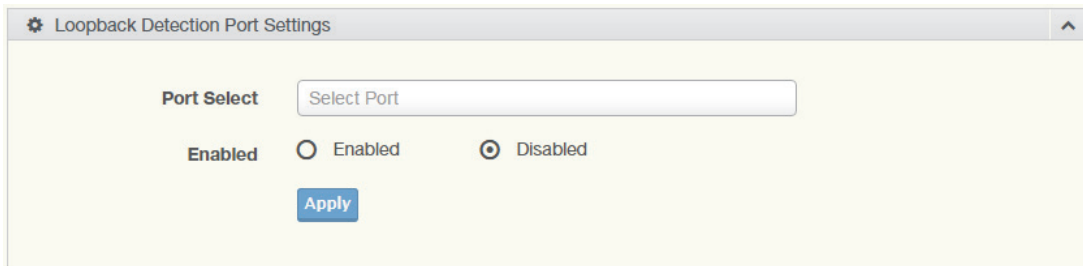 Loopback Detection Port Settings
Port Select Select Port
Enabled Enabled Disabled
Apply